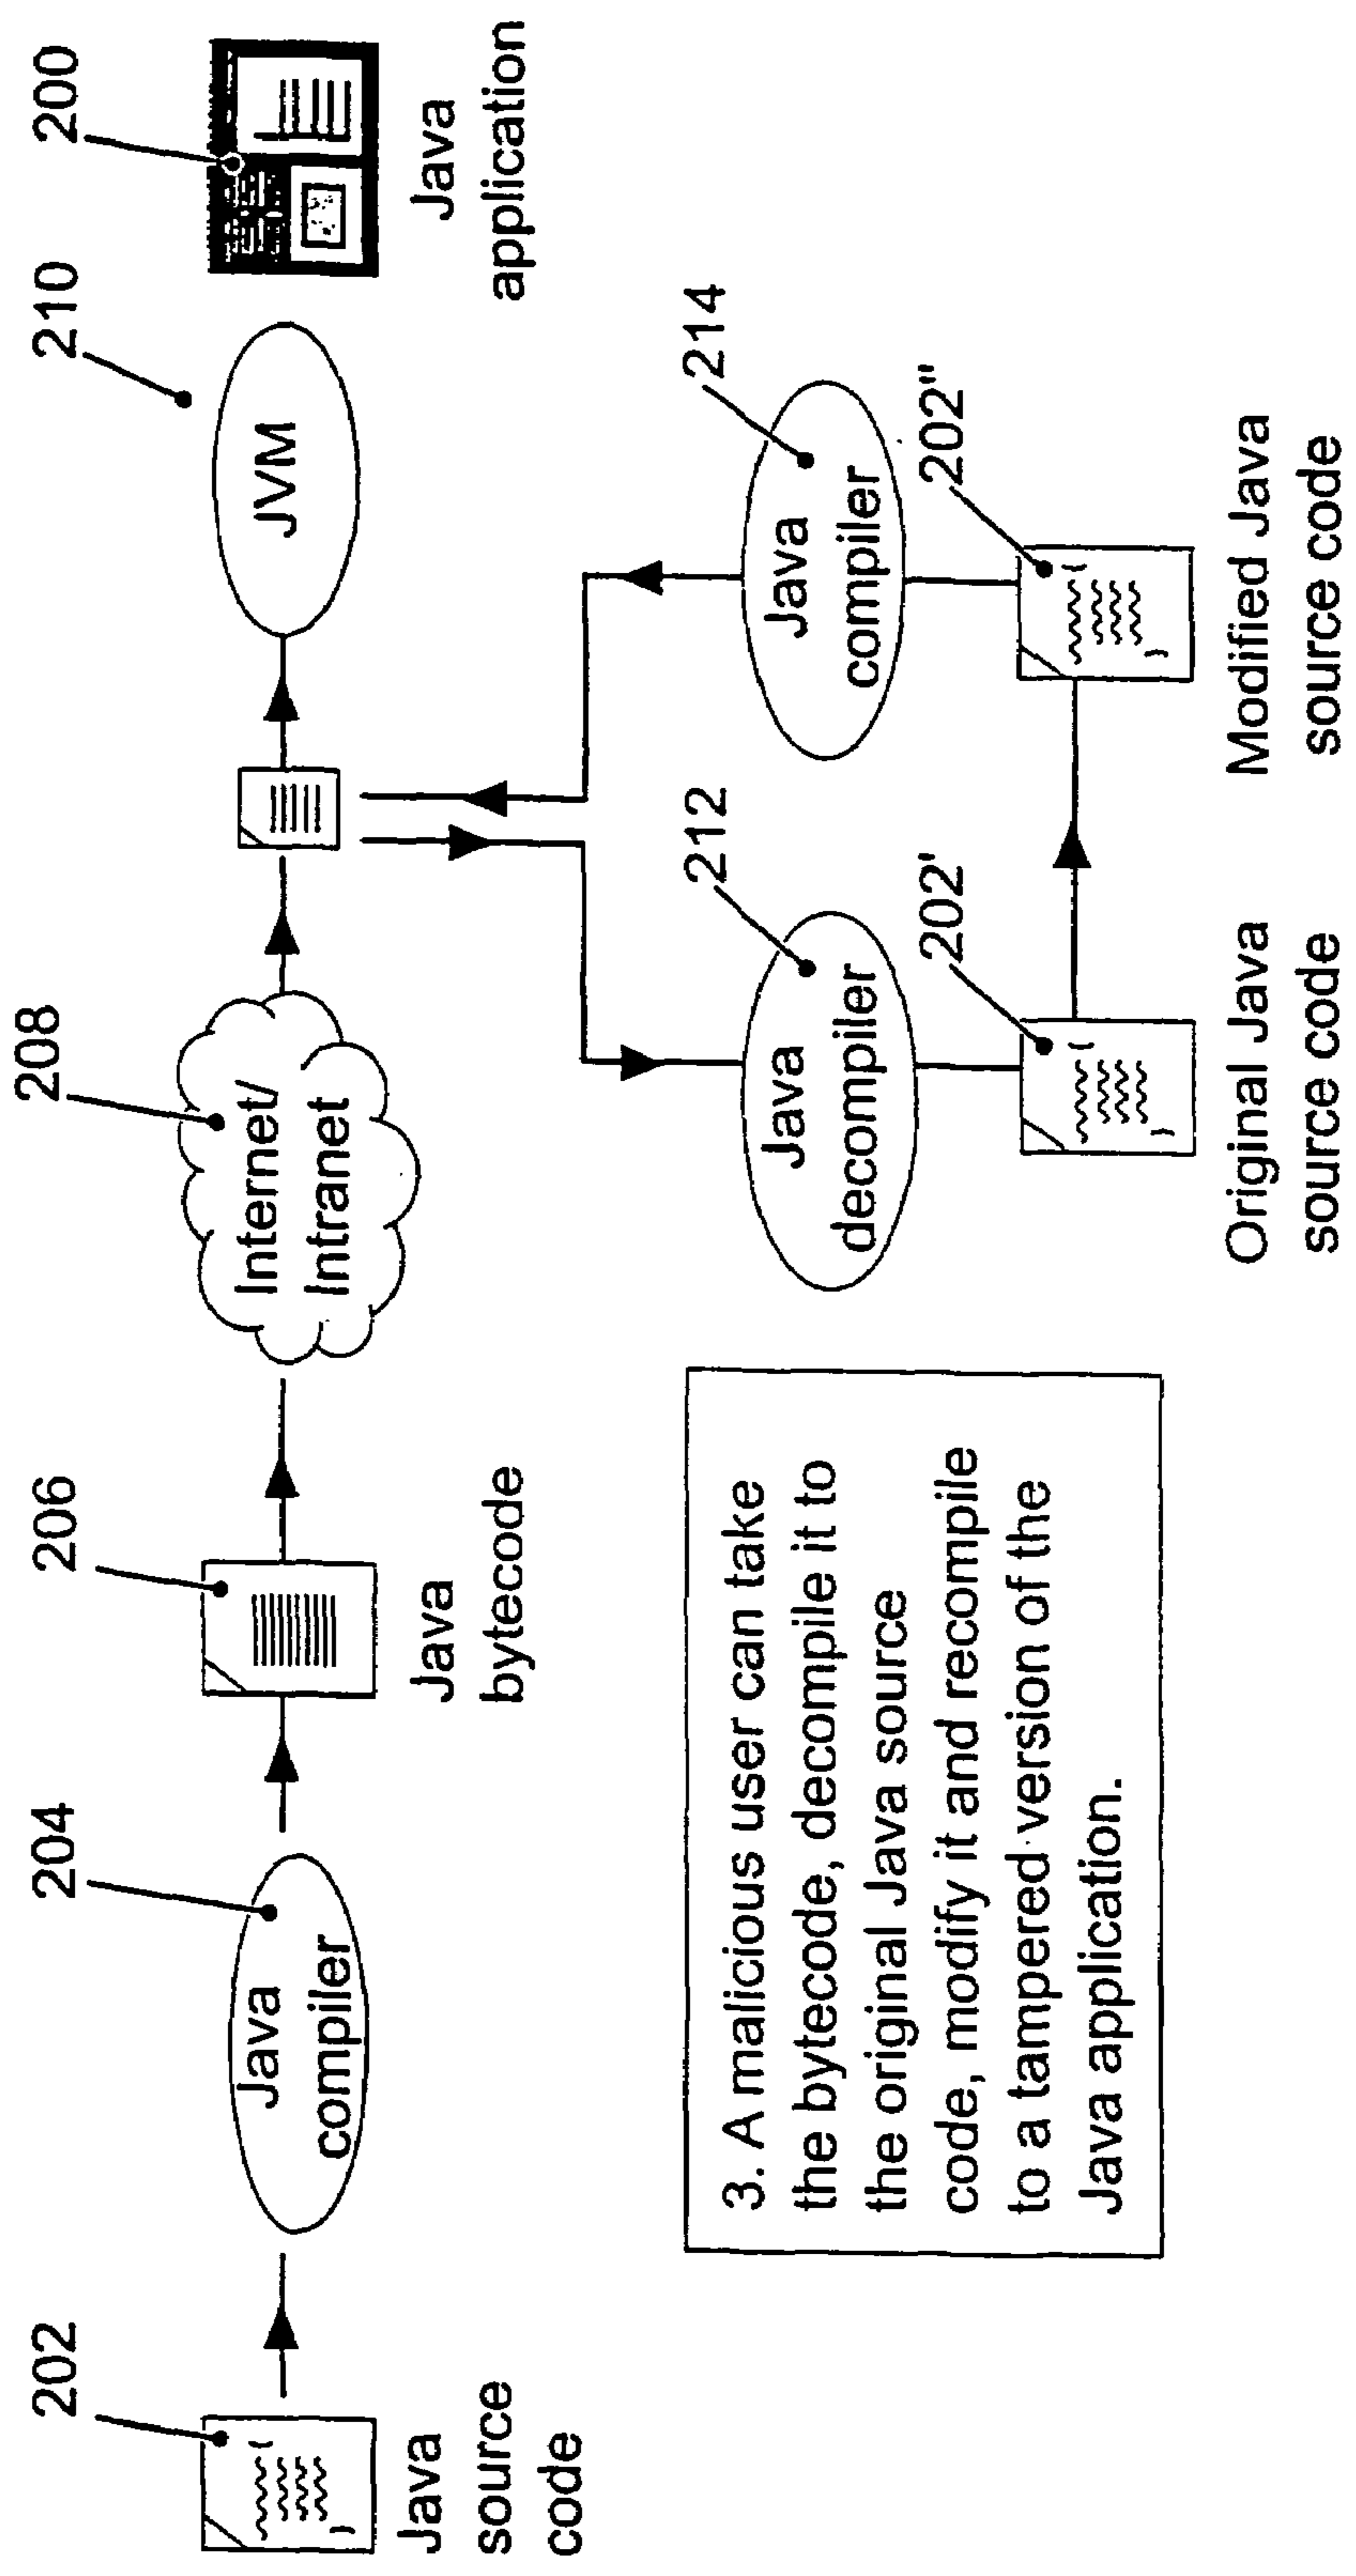 202
204
206
208
210
200
Java
compiler
Internet/
Intranet
JVM
Java
source
code
Java
bytecode
Java
application
212
214
Java
decompiler
Java
compiler
202'
202"
Original Java
source code
Modified Java
source code
3. A malicious user can take
the bytecode, decompile it to
the original Java source
code, modify it and recompile
to a tampered version of the
Java application.